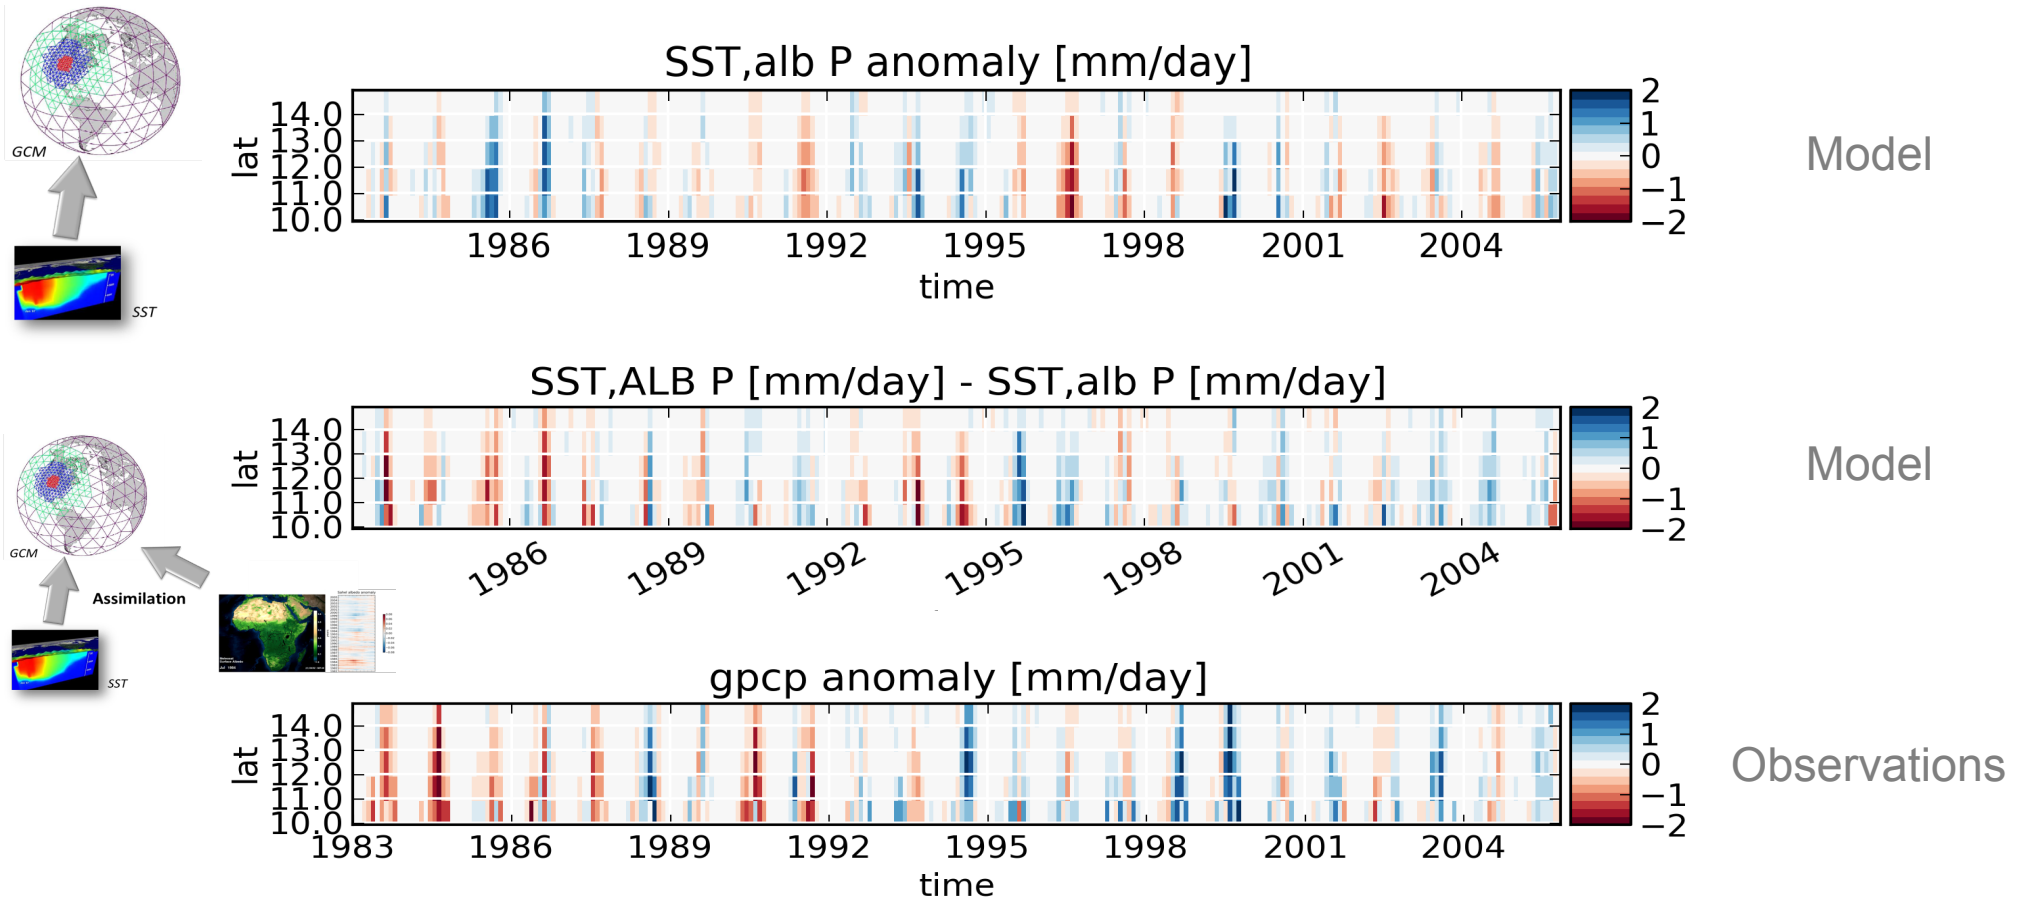 SST,alb P anomaly [mm/day]
GCM
SST
lat
14.0
13.0
12.0
11.0
10.0
1986 1989 1992 1995 1998 2001 2004
time
2
1
0
−1
−2
Model
SST,ALB P [mm/day] - SST,alb P [mm/day]
GCM
Assimilation
SST
lat
14.0
13.0
12.0
11.0
10.0
1986 1989 1992 1995 1998 2001 2004
2
1
0
−1
−2
Model
gpcp anomaly [mm/day]
lat
14.0
13.0
12.0
11.0
10.0
1983 1986 1989 1992 1995 1998 2001 2004
time
2
1
0
−1
−2
Observations